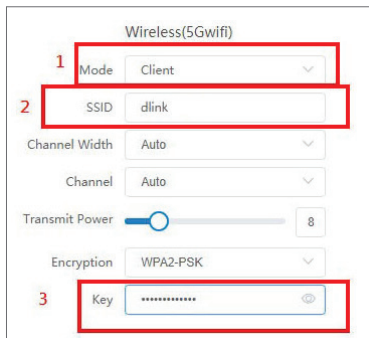 Wireless(5Gwifi)
1 Mode Client
2 SSID dlink
Channel Width Auto
Channel Auto
Transmit Power 8
Encryption WPA2-PSK
3 Key •••••••••••••